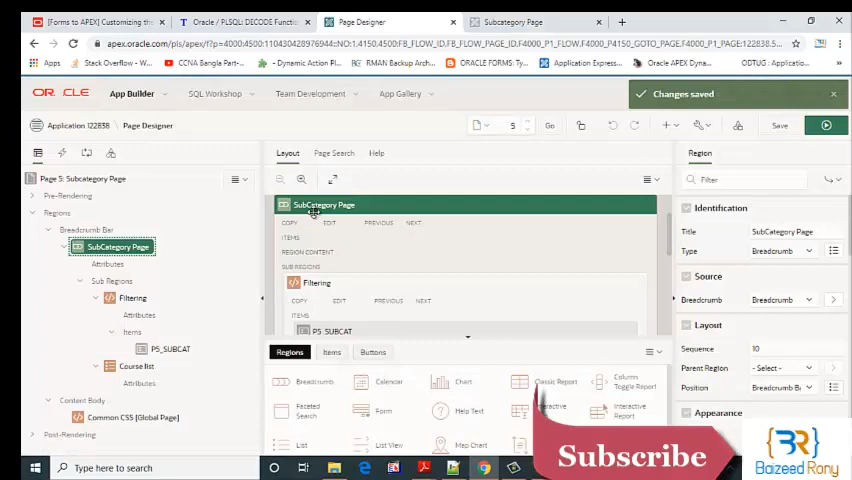 [Forms to APEX] Customizing the
Oracle / PLSQL: DECODE Functi
Page Designer
Subcategory Page
apex.oracle.com/pls/apex/f?p=4000:4500:110430428976944::NO:1,4150,4500:FB_FLOW_ID,FB_FLOW_PAGE_ID,F4000_P1_FLOW,F4000_P4150_GOTO_PAGE,F4000_P1_PAGE:122838,5
Apps
Stack Overflow - W
CCNA Bangla Part-
- Dynamic Action Pl
RMAN Backup Arch
ORACLE FORMS: Ty
Application Express
Oracle APEX Dyna
ODTUG : Application
ORACLE
App Builder
SQL Workshop
Team Development
App Gallery
Changes saved
Application 122838
Page Designer
5
Go
Save
Layout
Page Search
Help
Region
Filter
Page 5: Subcategory Page
Pre-Rendering
Regions
Breadcrumb Bar
SubCategory Page
Attributes
Sub Regions
Filtering
Attributes
Items
P5_SUBCAT
Course list
Attributes
Content Body
Common CSS [Global Page]
Post-Rendering
SubCategory Page
COPY EDIT PREVIOUS NEXT
ITEMS
REGION CONTENT
SUB REGIONS
Filtering
COPY EDIT PREVIOUS NEXT
ITEMS
P5_SUBCAT
Regions
Items
Buttons
Breadcrumb
Calendar
Chart
Classic Report
Column
Toggle Report
Faceted
Search
Form
Help Text
Interactive
Interactive
Report
List
List View
Map Chart
Identification
Title
SubCategory Page
Type
Breadcrumb
Source
Breadcrumb
Breadcrumb
Layout
Sequence
10
Parent Region
- Select -
Position
Breadcrumb B
Appearance
Subscribe
BR
Baizeed Rony
Type here to search